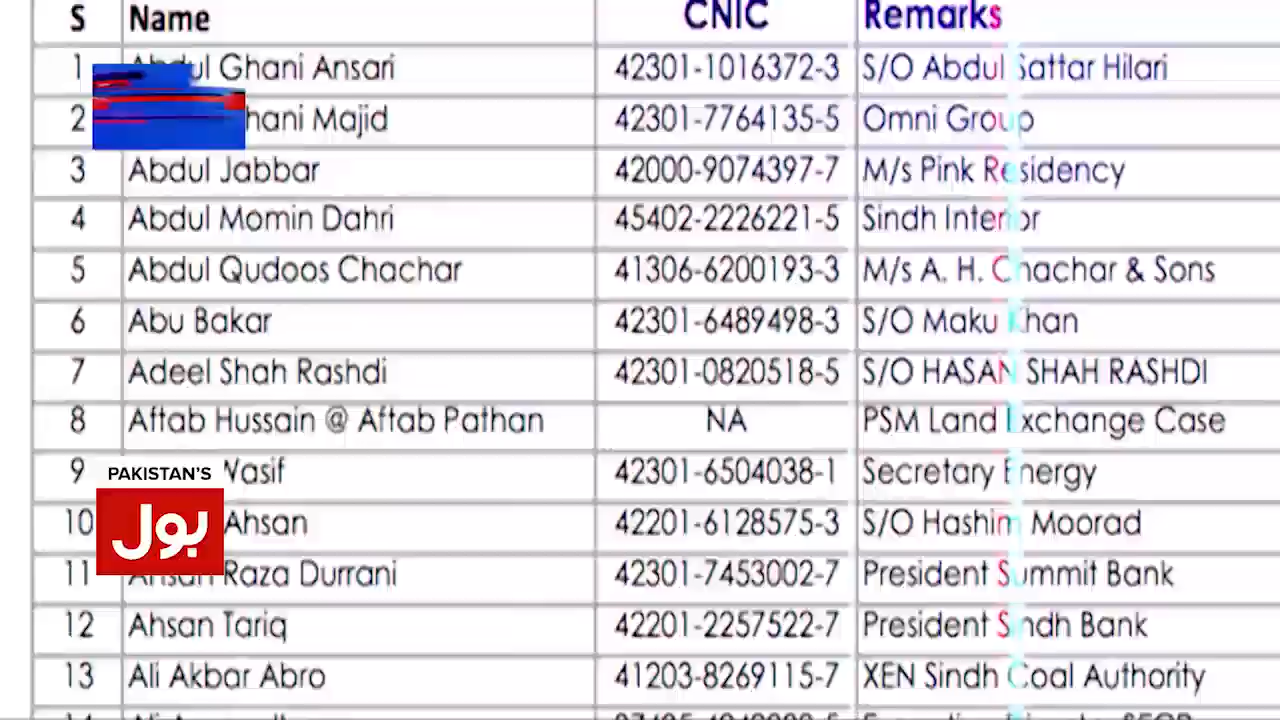 S Name CNIC Remarks
1 Abdul Ghani Ansari 42301-1016372-3 S/O Abdul Sattar Hilari
2 hani Majid 42301-7764135-5 Omni Group
3 Abdul Jabbar 42000-9074397-7 M/s Pink Residency
4 Abdul Momin Dahri 45402-2226221-5 Sindh Interior
5 Abdul Qudoos Chachar 41306-6200193-3 M/s A. H. Chachar & Sons
6 Abu Bakar 42301-6489498-3 S/O Maku Khan
7 Adeel Shah Rashdi 42301-0820518-5 S/O HASAN SHAH RASHDI
8 Aftab Hussain @ Aftab Pathan NA PSM Land Exchange Case
9 Wasif 42301-6504038-1 Secretary Energy
10 Ahsan 42201-6128575-3 S/O Hashim Moorad
11 Ahsan Raza Durrani 42301-7453002-7 President Summit Bank
12 Ahsan Tariq 42201-2257522-7 President Sindh Bank
13 Ali Akbar Abro 41203-8269115-7 XEN Sindh Coal Authority
PAKISTAN'S
بول